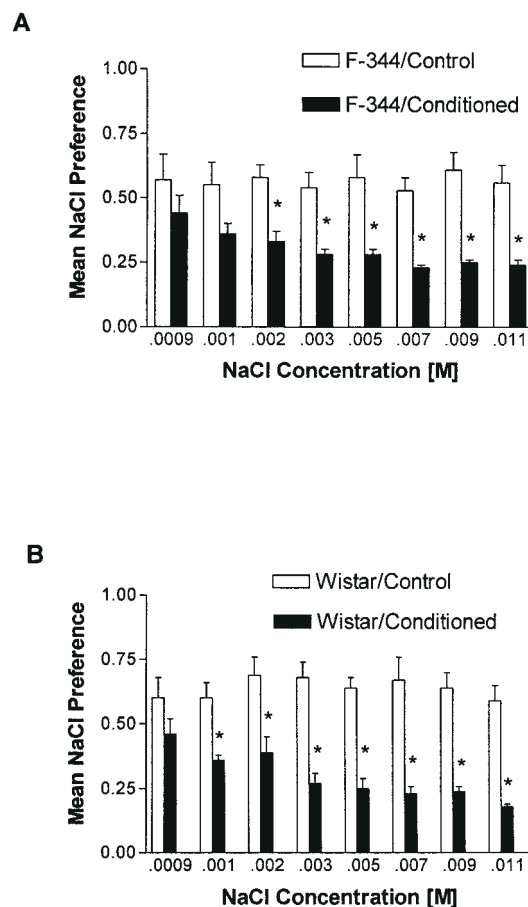 A
F-344/Control
F-344/Conditioned
Mean NaCl Preference
1.00
0.75
0.50
0.25
0.00
* * * * * *
.0009 .001 .002 .003 .005 .007 .009 .011
NaCl Concentration [M]
B
Wistar/Control
Wistar/Conditioned
Mean NaCl Preference
1.00
0.75
0.50
0.25
0.00
* * * * * * *
.0009 .001 .002 .003 .005 .007 .009 .011
NaCl Concentration [M]